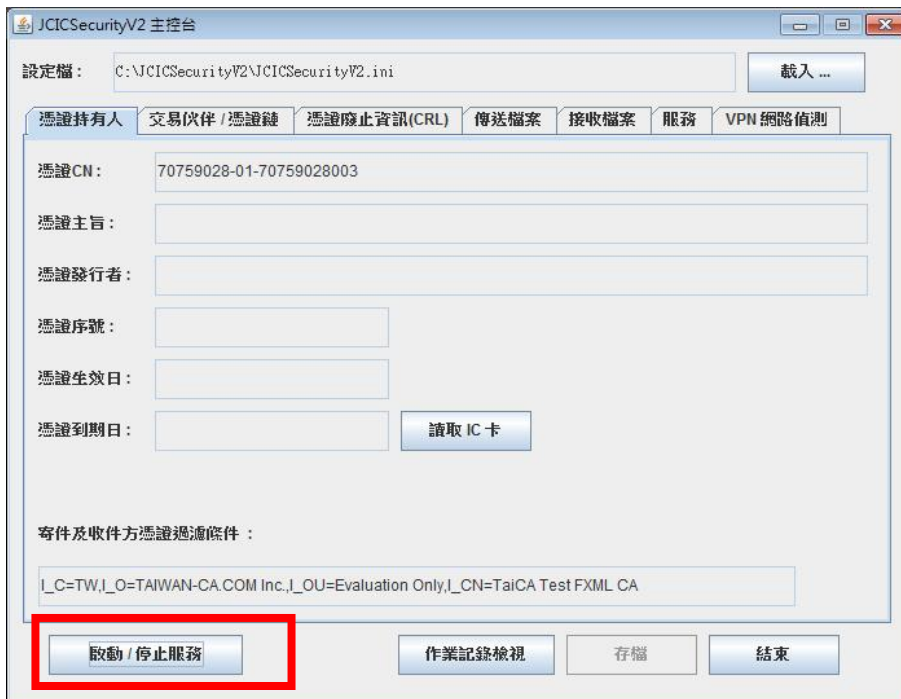 JCICSecurityV2 主控台
設定檔： C:\JCICSecurityV2\JCICSecurityV2.ini 載入 ...
憑證持有人 交易伙伴 / 憑證鏈 憑證廢止資訊(CRL) 傳送檔案 接收檔案 服務 VPN 網路偵測
憑證CN： 70759028-01-70759028003
憑證主旨：
憑證發行者：
憑證序號：
憑證生效日：
憑證到期日： 讀取 IC 卡
寄件及收件方憑證過濾條件 ：
I_C=TW,I_O=TAIWAN-CA.COM Inc.,I_OU=Evaluation Only,I_CN=TaiCA Test FXML CA
啟動 / 停止服務 作業記錄檢視 存檔 結束